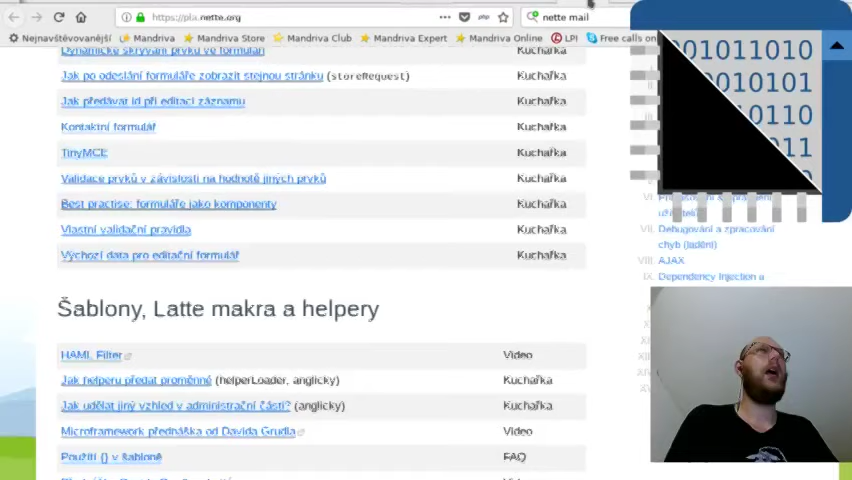 https://pla.nette.org
nette mail
Nejnavštěvovanější Mandriva Mandriva Store Mandriva Club Mandriva Expert Mandriva Online LPI Free calls on
Dynamické skrývání prvků ve formuláři
Jak po odeslání formuláře zobrazit stejnou stránku (storeRequest) Kuchařka
Jak předávat id při editaci záznamu Kuchařka
Kontaktní formulář Kuchařka
TinyMCE Kuchařka
Validace prvků v závislosti na hodnotě jiných prvků Kuchařka
Best practise: formuláře jako komponenty Kuchařka
Vlastní validační pravidla Kuchařka
Výchozí data pro editační formulář Kuchařka
Šablony, Latte makra a helpery
HAML Filter Video
Jak helperu předat proměnné (helperLoader, anglicky) Kuchařka
Jak udělat jiný vzhled v administrační části? (anglicky) Kuchařka
Microframework přednáška od Davida Grudla Video
Použití {} v šabloně FAQ
001011010
010101
0110
11
VII. Debugování a zpracování
chyb (ladění)
VIII. AJAX
IX. Dependency Injection a